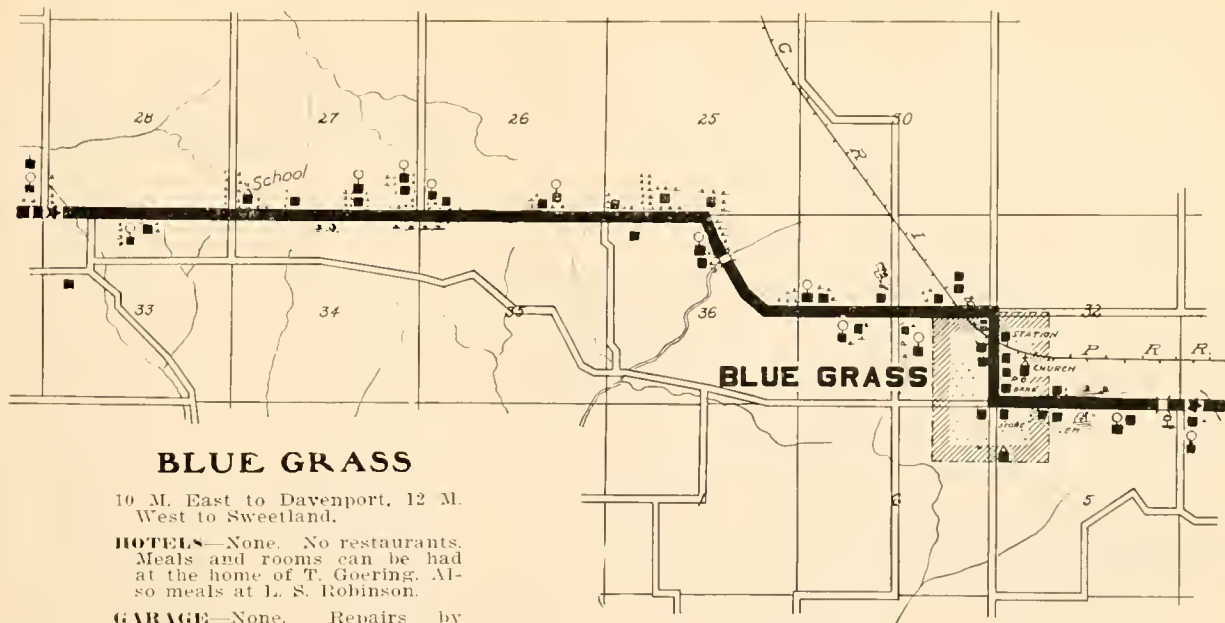 28
27
26
25
30
C.
R.
I.
School
33
34
35
36
32
STATION
P. R. R.
CHURCH
BLUE GRASS
P.O
BANK
STORE
CEM
6
5
BLUE GRASS
10 M. East to Davenport. 12 M.
West to Sweetland.
HOTELS—None. No restaurants.
Meals and rooms can be had
at the home of T. Goering. Al-
so meals at L. S. Robinson.
GARAGE—None. Repairs by